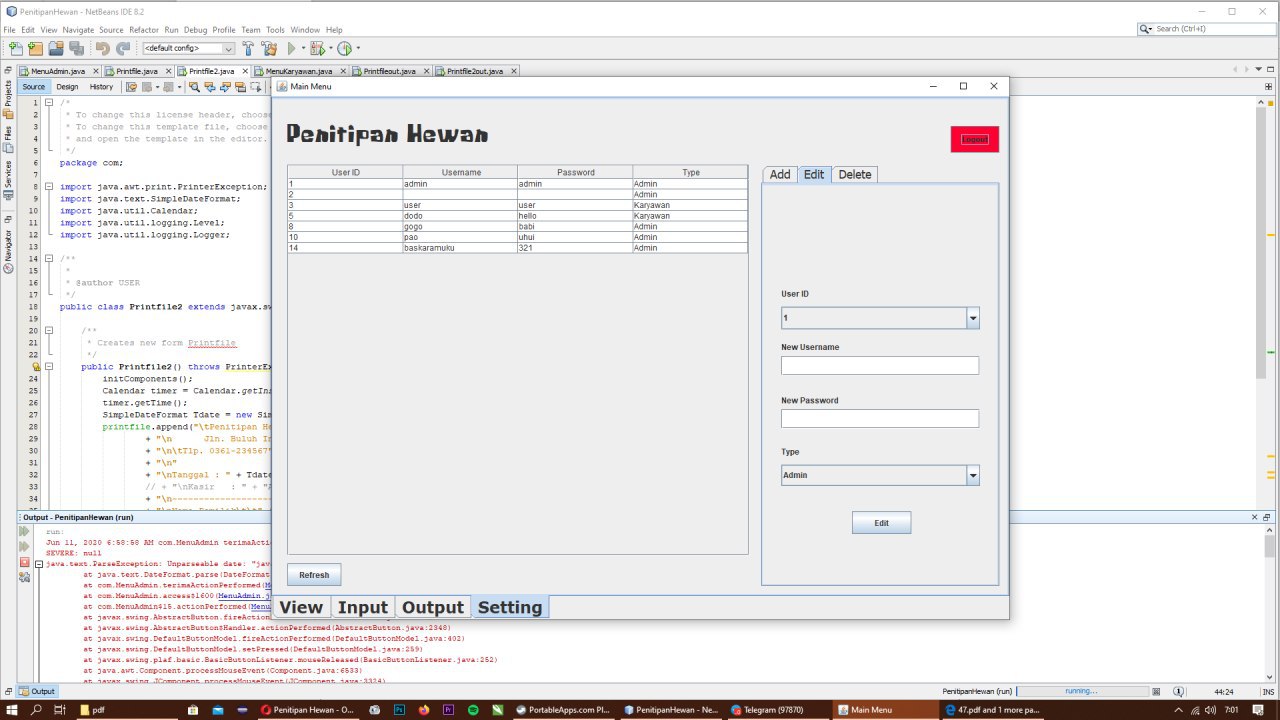 PenitipanHewan - NetBeans IDE 8.2
File Edit View Navigate Source Refactor Run Debug Profile Team Tools Window Help
Search (Ctrl+I)
<default config>
MenuAdmin.java Printfile.java Printfile2.java MenuKaryawan.java Printfileout.java Printfile2out.java
Source Design History
Main Menu
Penitipan Hewan
Logout
User ID Username Password Type
1 admin admin Admin
2 Admin
3 user user Karyawan
5 dodo hello Karyawan
8 gogo babi Admin
10 pao uhui Admin
14 baskaramuku 321 Admin
Add Edit Delete
User ID
1
New Username
New Password
Type
Admin
Edit
Refresh
View Input Output Setting
Projects
Files
Services
Navigator
1 /*
2 * To change this license header, choos
3 * To change this template file, choose
4 * and open the template in the editor.
5 */
6 package com;
7
8 import java.awt.print.PrinterException;
9 import java.text.SimpleDateFormat;
10 import java.util.Calendar;
11 import java.util.logging.Level;
12 import java.util.logging.Logger;
13
14 /**
15 *
16 * @author USER
17 */
18 public class Printfile2 extends javax.sw
19
20 /**
21 * Creates new form Printfile
22 */
public Printfile2() throws PrinterEx
24 initComponents();
25 Calendar timer = Calendar.getIn
26 timer.getTime();
27 SimpleDateFormat Tdate = new Sim
28 printfile.append("\tPenitipan He
29 + "\n Jln. Buluh In
30 + "\n\tTlp. 0361-234567"
31 + "\n"
32 + "\nTanggal : " + Tdate
33 // + "\nKasir : " + "A
34 + "\n----------------------
Output - PenitipanHewan (run)
run:
Jun 11, 2020 6:58:58 AM com.MenuAdmin terimaActi
SEVERE: null
java.text.ParseException: Unparseable date: "jav
at java.text.DateFormat.parse(DateFormat
at com.MenuAdmin.terimaActionPerformed(M
at com.MenuAdmin.access$1600(MenuAdmin.j
at com.MenuAdmin$15.actionPerformed(Menu
at javax.swing.AbstractButton.fireAction
at javax.swing.AbstractButton$Handler.actionPerformed(AbstractButton.java:2348)
at javax.swing.DefaultButtonModel.fireActionPerformed(DefaultButtonModel.java:402)
at javax.swing.DefaultButtonModel.setPressed(DefaultButtonModel.java:259)
at javax.swing.plaf.basic.BasicButtonListener.mouseReleased(BasicButtonListener.java:252)
at java.awt.Component.processMouseEvent(Component.java:6533)
at javax.swing.JComponent.processMouseEvent(JComponent.java:3324)
Output
PenitipanHewan (run) running... 44:24 INS
pdf Penitipan Hewan - O... PortableApps.com Pl... PenitipanHewan - Ne... Telegram (97870) Main Menu 47.pdf and 1 more pa... 7:01